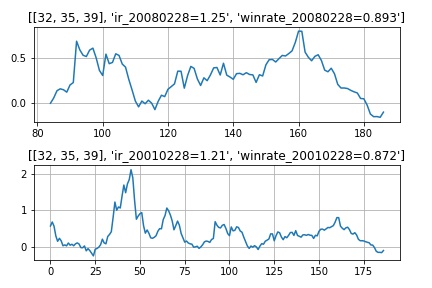 [[32, 35, 39], 'ir_20080228=1.25', 'winrate_20080228=0.893']
0.5
0.0
80 100 120 140 160 180
[[32, 35, 39], 'ir_20010228=1.21', 'winrate_20010228=0.872']
2
1
0
0 25 50 75 100 125 150 175